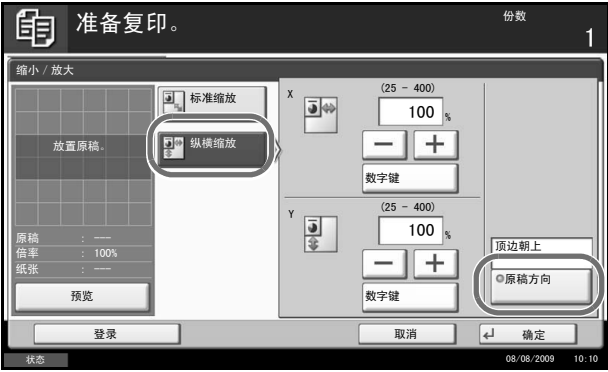 准备复印。
份数
1
缩小 / 放大
放置原稿。
原稿 : ---
倍率 : 100%
纸张 : ---
预览
标准缩放
纵横缩放
X
(25 - 400)
100 %
数字键
Y
(25 - 400)
100 %
数字键
顶边朝上
原稿方向
登录
取消
确定
状态
08/08/2009 10:10